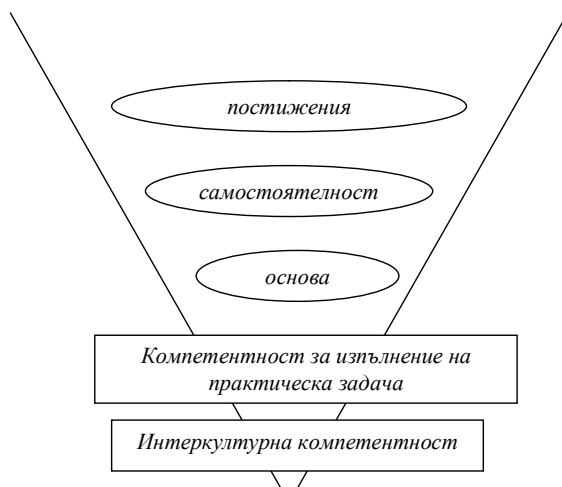 постижения
самостоятелност
основа
Компетентност за изпълнение на
практическа задача
Интеркултурна компетентност